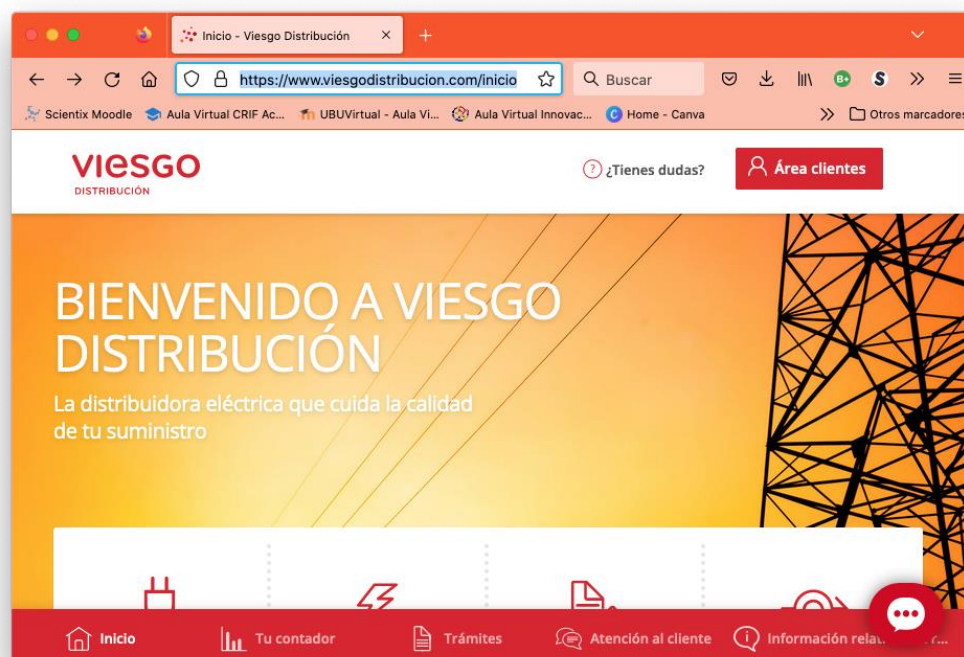 Inicio - Viesgo Distribución
https://www.viesgodistribucion.com/inicio
Buscar
Scientix Moodle
Aula Virtual CRIF Ac...
UBUVirtual - Aula Vi...
Aula Virtual Innovac...
Home - Canva
Otros marcadores
viesgo
DISTRIBUCIÓN
¿Tienes dudas?
Área clientes
BIENVENIDO A VIESGO
DISTRIBUCIÓN
La distribuidora eléctrica que cuida la calidad
de tu suministro
Inicio
Tu contador
Trámites
Atención al cliente
Información